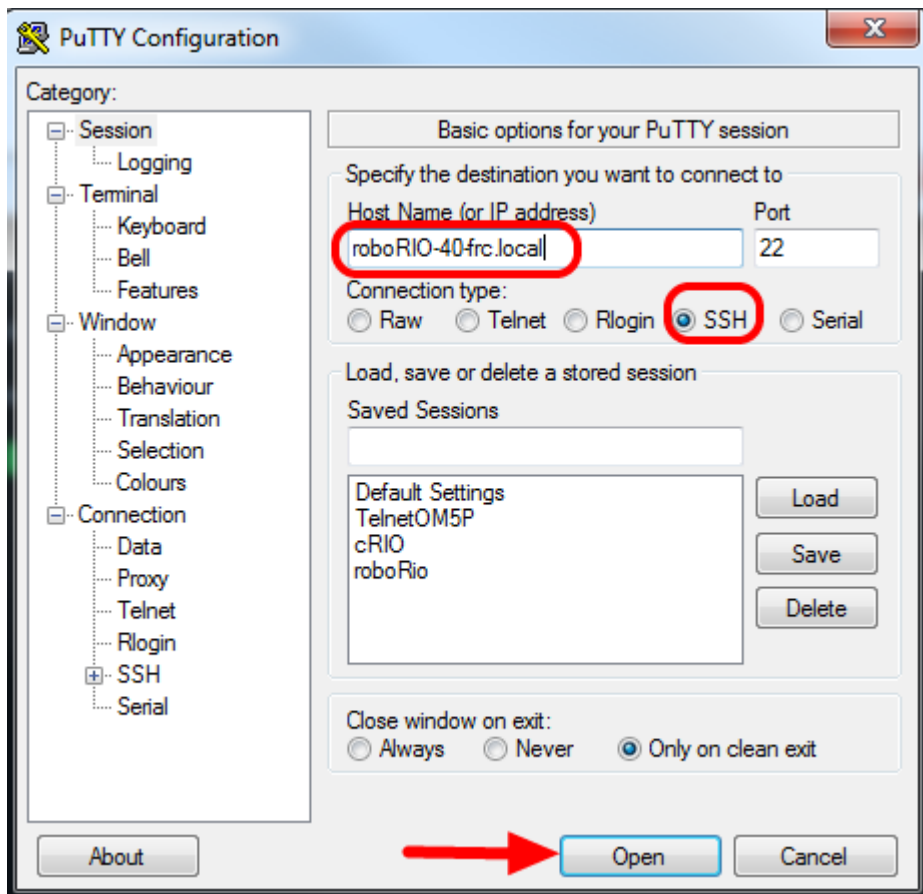 PuTTY Configuration
Category:
Session
Logging
Terminal
Keyboard
Bell
Features
Window
Appearance
Behaviour
Translation
Selection
Colours
Connection
Data
Proxy
Telnet
Rlogin
SSH
Serial
Basic options for your PuTTY session
Specify the destination you want to connect to
Host Name (or IP address) Port
roboRIO-40-frc.local 22
Connection type:
Raw Telnet Rlogin SSH Serial
Load, save or delete a stored session
Saved Sessions
Default Settings
TelnetOM5P
cRIO
roboRio
Load
Save
Delete
Close window on exit:
Always Never Only on clean exit
About Open Cancel